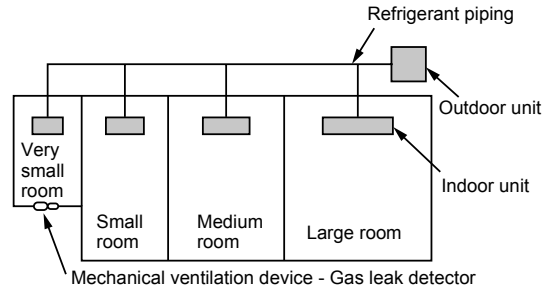 Refrigerant piping
Outdoor unit
Very
small
room
Indoor unit
Small
room
Medium
room
Large room
Mechanical ventilation device - Gas leak detector